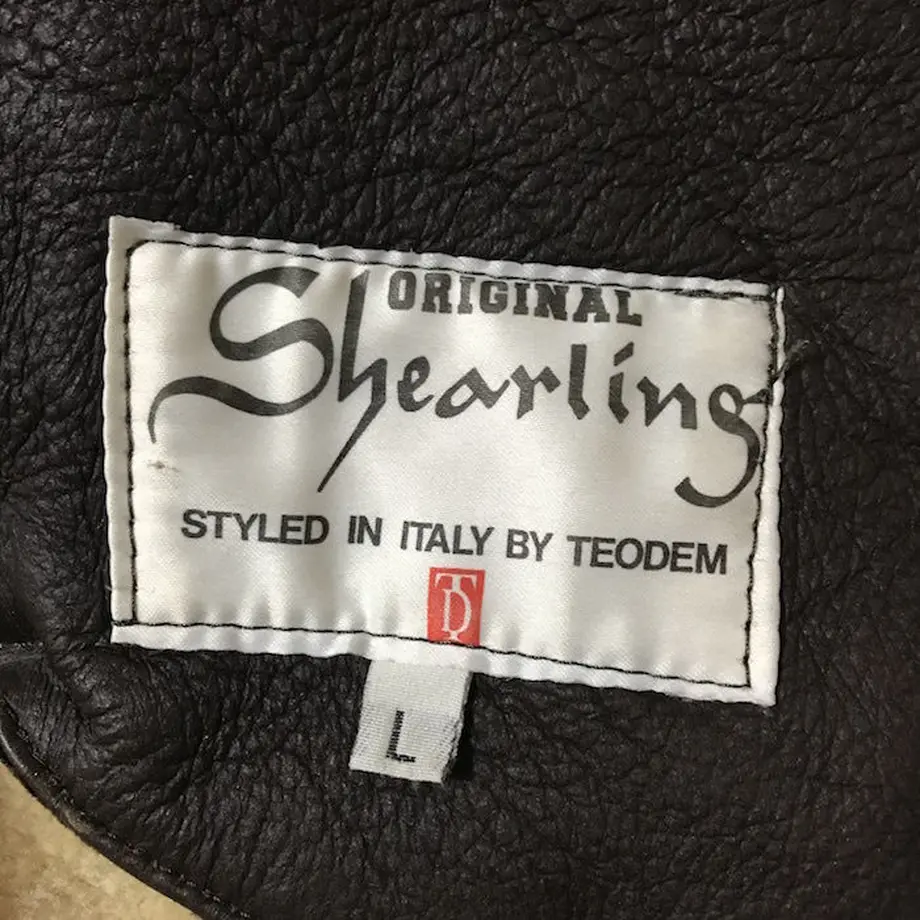 ORIGINAL
Shearling
STYLED IN ITALY BY TEODEM
TD
L